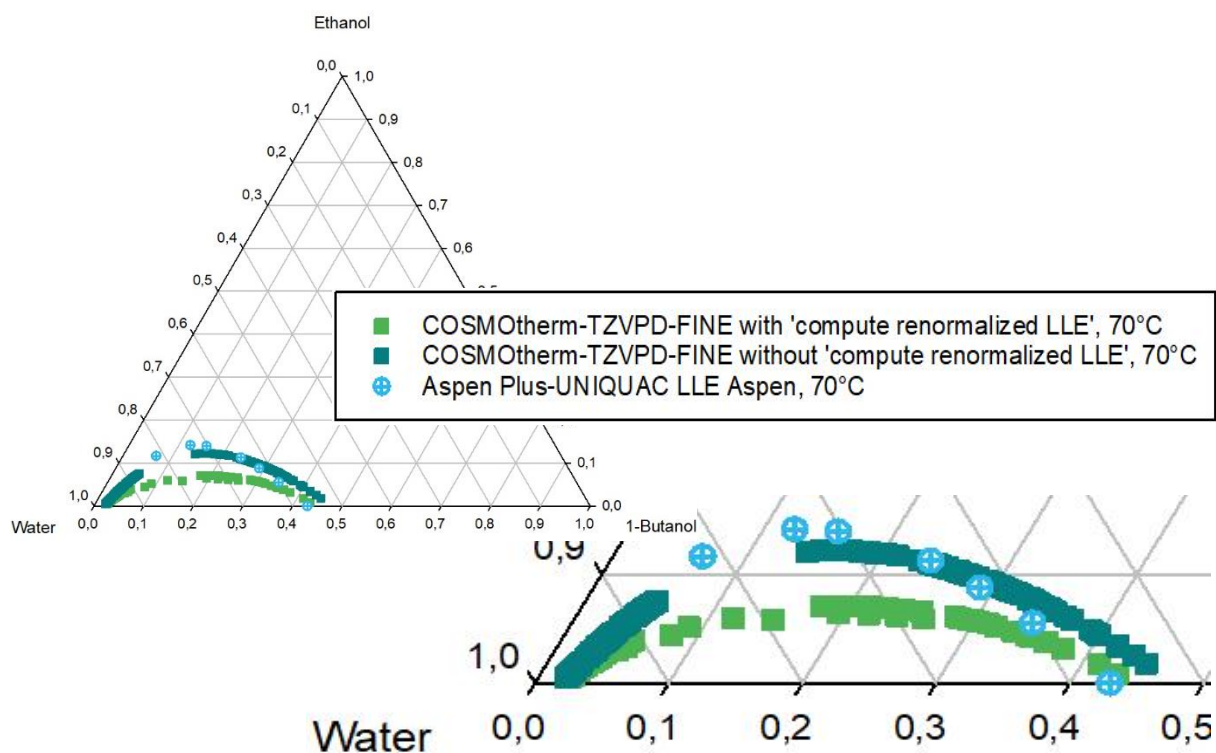 Ethanol
0,0
1,0
0,1
0,9
0,2
0,8
0,3
0,7
0,4
0,6
0,5
0,6
COSMOtherm-TZVPD-FINE with 'compute renormalized LLE', 70°C
COSMOtherm-TZVPD-FINE without 'compute renormalized LLE', 70°C
Aspen Plus-UNIQUAC LLE Aspen, 70°C
0,7
0,8
0,9
0,1
1,0
0,0
Water
0,0 0,1 0,2 0,3 0,4 0,5 0,6 0,7 0,8 0,9 1,0
1-Butanol
0,9
1,0
Water
0,0 0,1 0,2 0,3 0,4 0,5